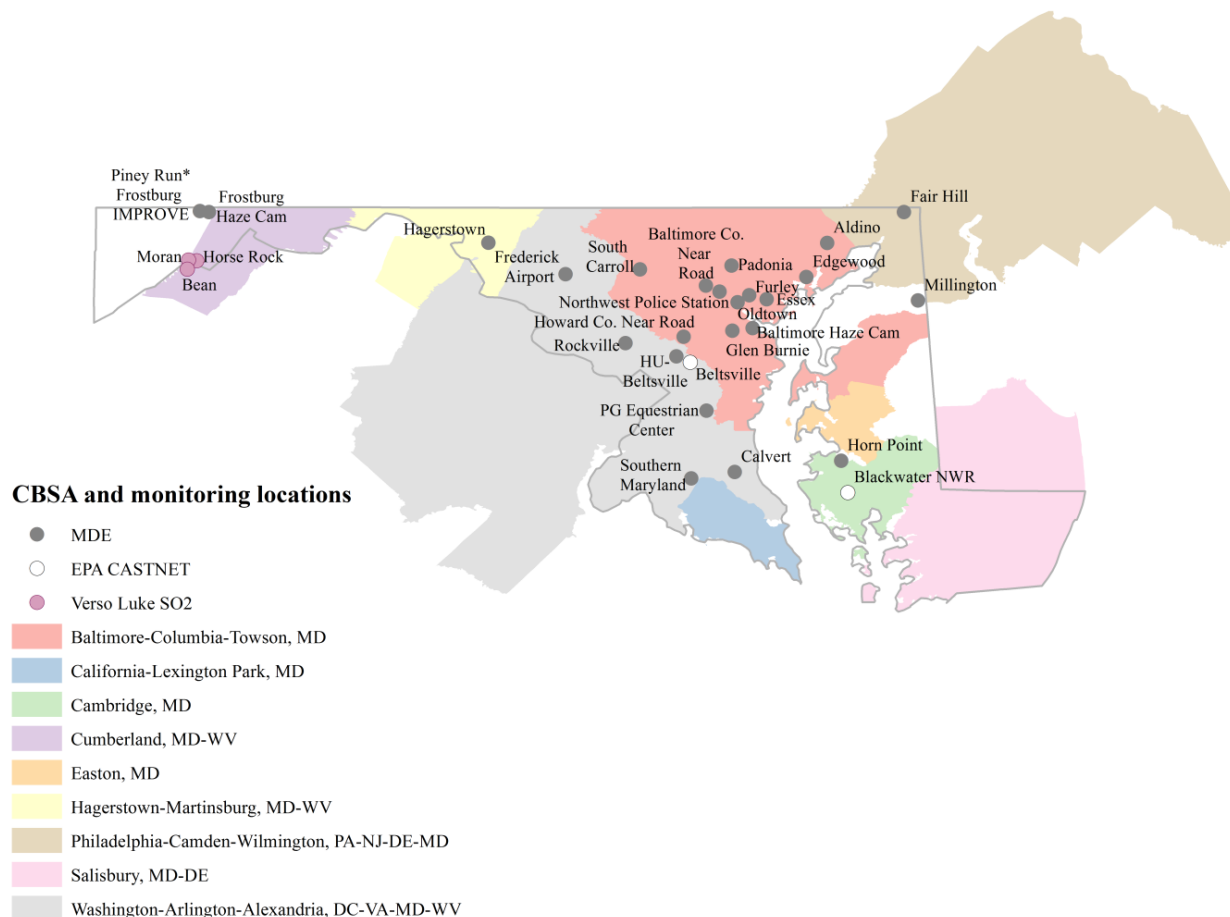 Piney Run*
Frostburg
IMPROVE
Frostburg
Haze Cam
Moran
Horse Rock
Bean
Hagerstown
Frederick
Airport
South
Carroll
Baltimore Co.
Near
Road
Padonia
Aldino
Edgewood
Fair Hill
Millington
Furley
Essex
Northwest Police Station
Oldtown
Howard Co. Near Road
Baltimore Haze Cam
Rockville
Glen Burnie
HU-
Beltsville
Beltsville
PG Equestrian
Center
Calvert
Southern
Maryland
Horn Point
Blackwater NWR
CBSA and monitoring locations
MDE
EPA CASTNET
Verso Luke SO2
Baltimore-Columbia-Towson, MD
California-Lexington Park, MD
Cambridge, MD
Cumberland, MD-WV
Easton, MD
Hagerstown-Martinsburg, MD-WV
Philadelphia-Camden-Wilmington, PA-NJ-DE-MD
Salisbury, MD-DE
Washington-Arlington-Alexandria, DC-VA-MD-WV